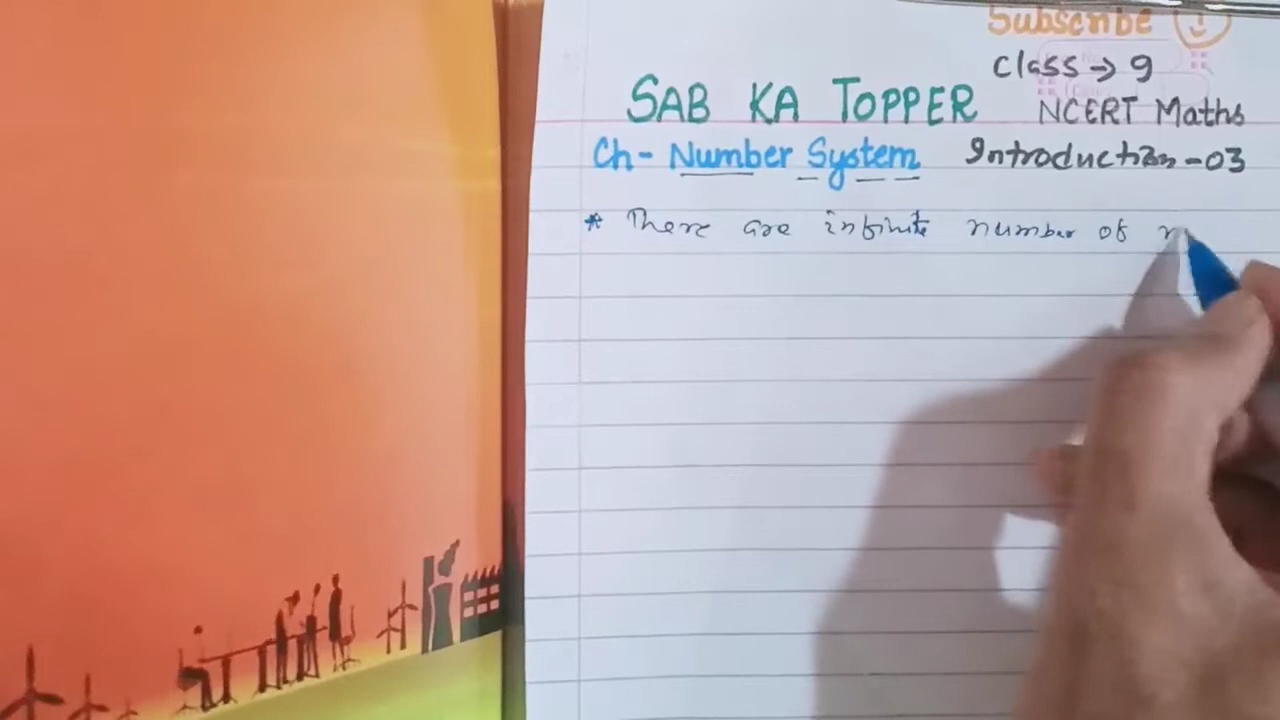 Subscribe
Class → 9
SAB KA TOPPER NCERT Maths
Ch- Number System Introduction-03
* There are infinite number of